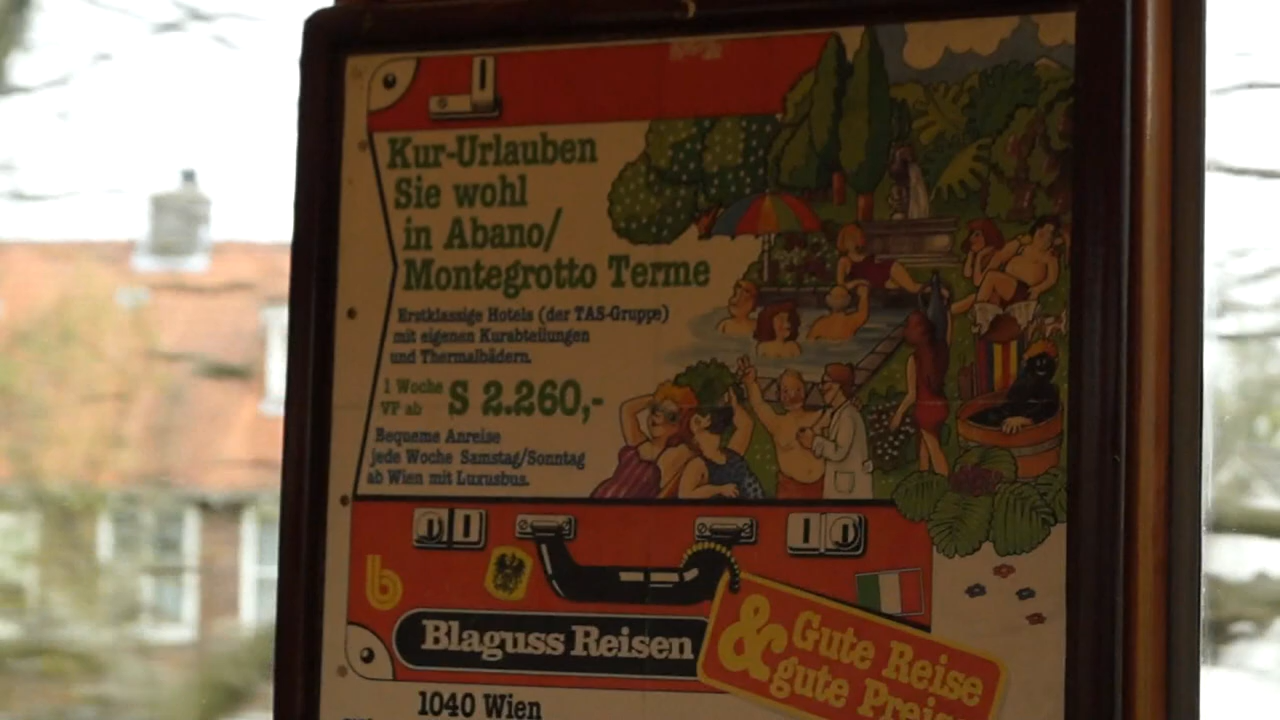 Kur-Urlauben
Sie wohl
in Abano/
Montegrotto Terme
Erstklassige Hotels (der TAS-Gruppe)
mit eigenen Kurabteilungen
und Thermalbädern.
1 Woche
VP ab
S 2.260,-
Bequeme Anreise
jede Woche Samstag/Sonntag
ab Wien mit Luxusbus.
b
Blaguss Reisen
& Gute Reise
gute Preise
1040 Wien